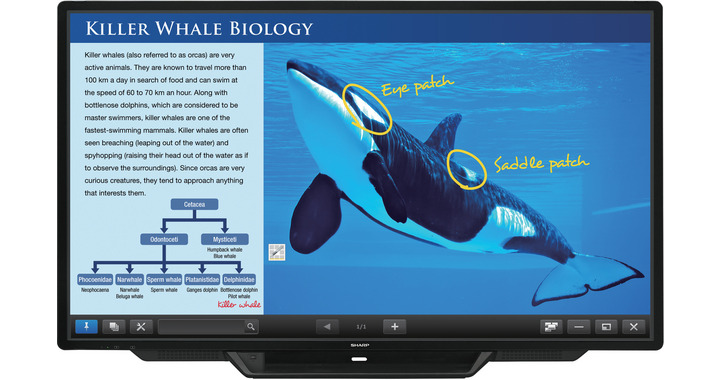 KILLER WHALE BIOLOGY
Killer whales (also referred to as orcas) are very
active animals. They are known to travel more than
100 km a day in search of food and can swim at
the speed of 60 to 70 km an hour. Along with
bottlenose dolphins, which are considered to be
master swimmers, killer whales are one of the
fastest-swimming mammals. Killer whales are often
seen breaching (leaping out of the water) and
spyhopping (raising their head out of the water as if
to observe the surroundings). Since orcas are very
curious creatures, they tend to approach anything
that interests them.
Eye patch
Saddle patch
Cetacea
Odontoceti Mysticeti
Humpback whale
Blue whale
Phocoenidae Narwhale Sperm whale Platanistidae Delphinidae
Neophocaena Narwhale Sperm whale Ganges dolphin Bottlenose dolphin
Beluga whale Pilot whale
Killer whale
1/1
SHARP